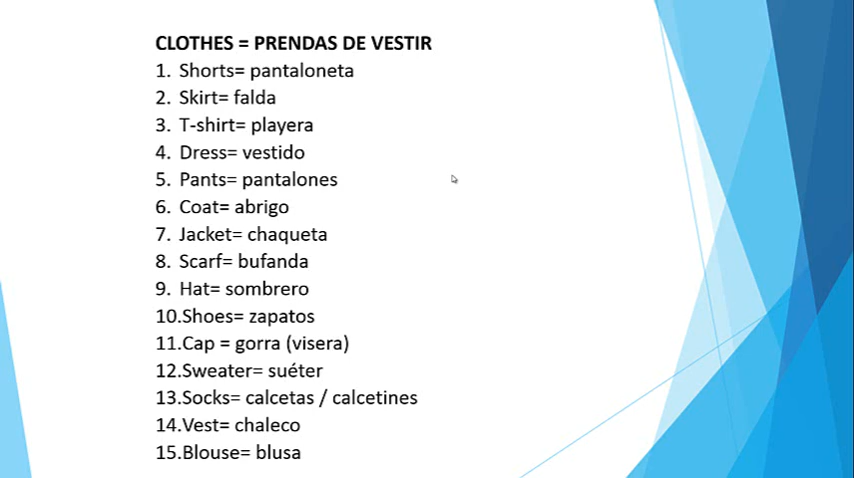 CLOTHES = PRENDAS DE VESTIR
1. Shorts= pantaloneta
2. Skirt= falda
3. T-shirt= playera
4. Dress= vestido
5. Pants= pantalones
6. Coat= abrigo
7. Jacket= chaqueta
8. Scarf= bufanda
9. Hat= sombrero
10.Shoes= zapatos
11.Cap = gorra (visera)
12.Sweater= suéter
13.Socks= calcetas / calcetines
14.Vest= chaleco
15.Blouse= blusa